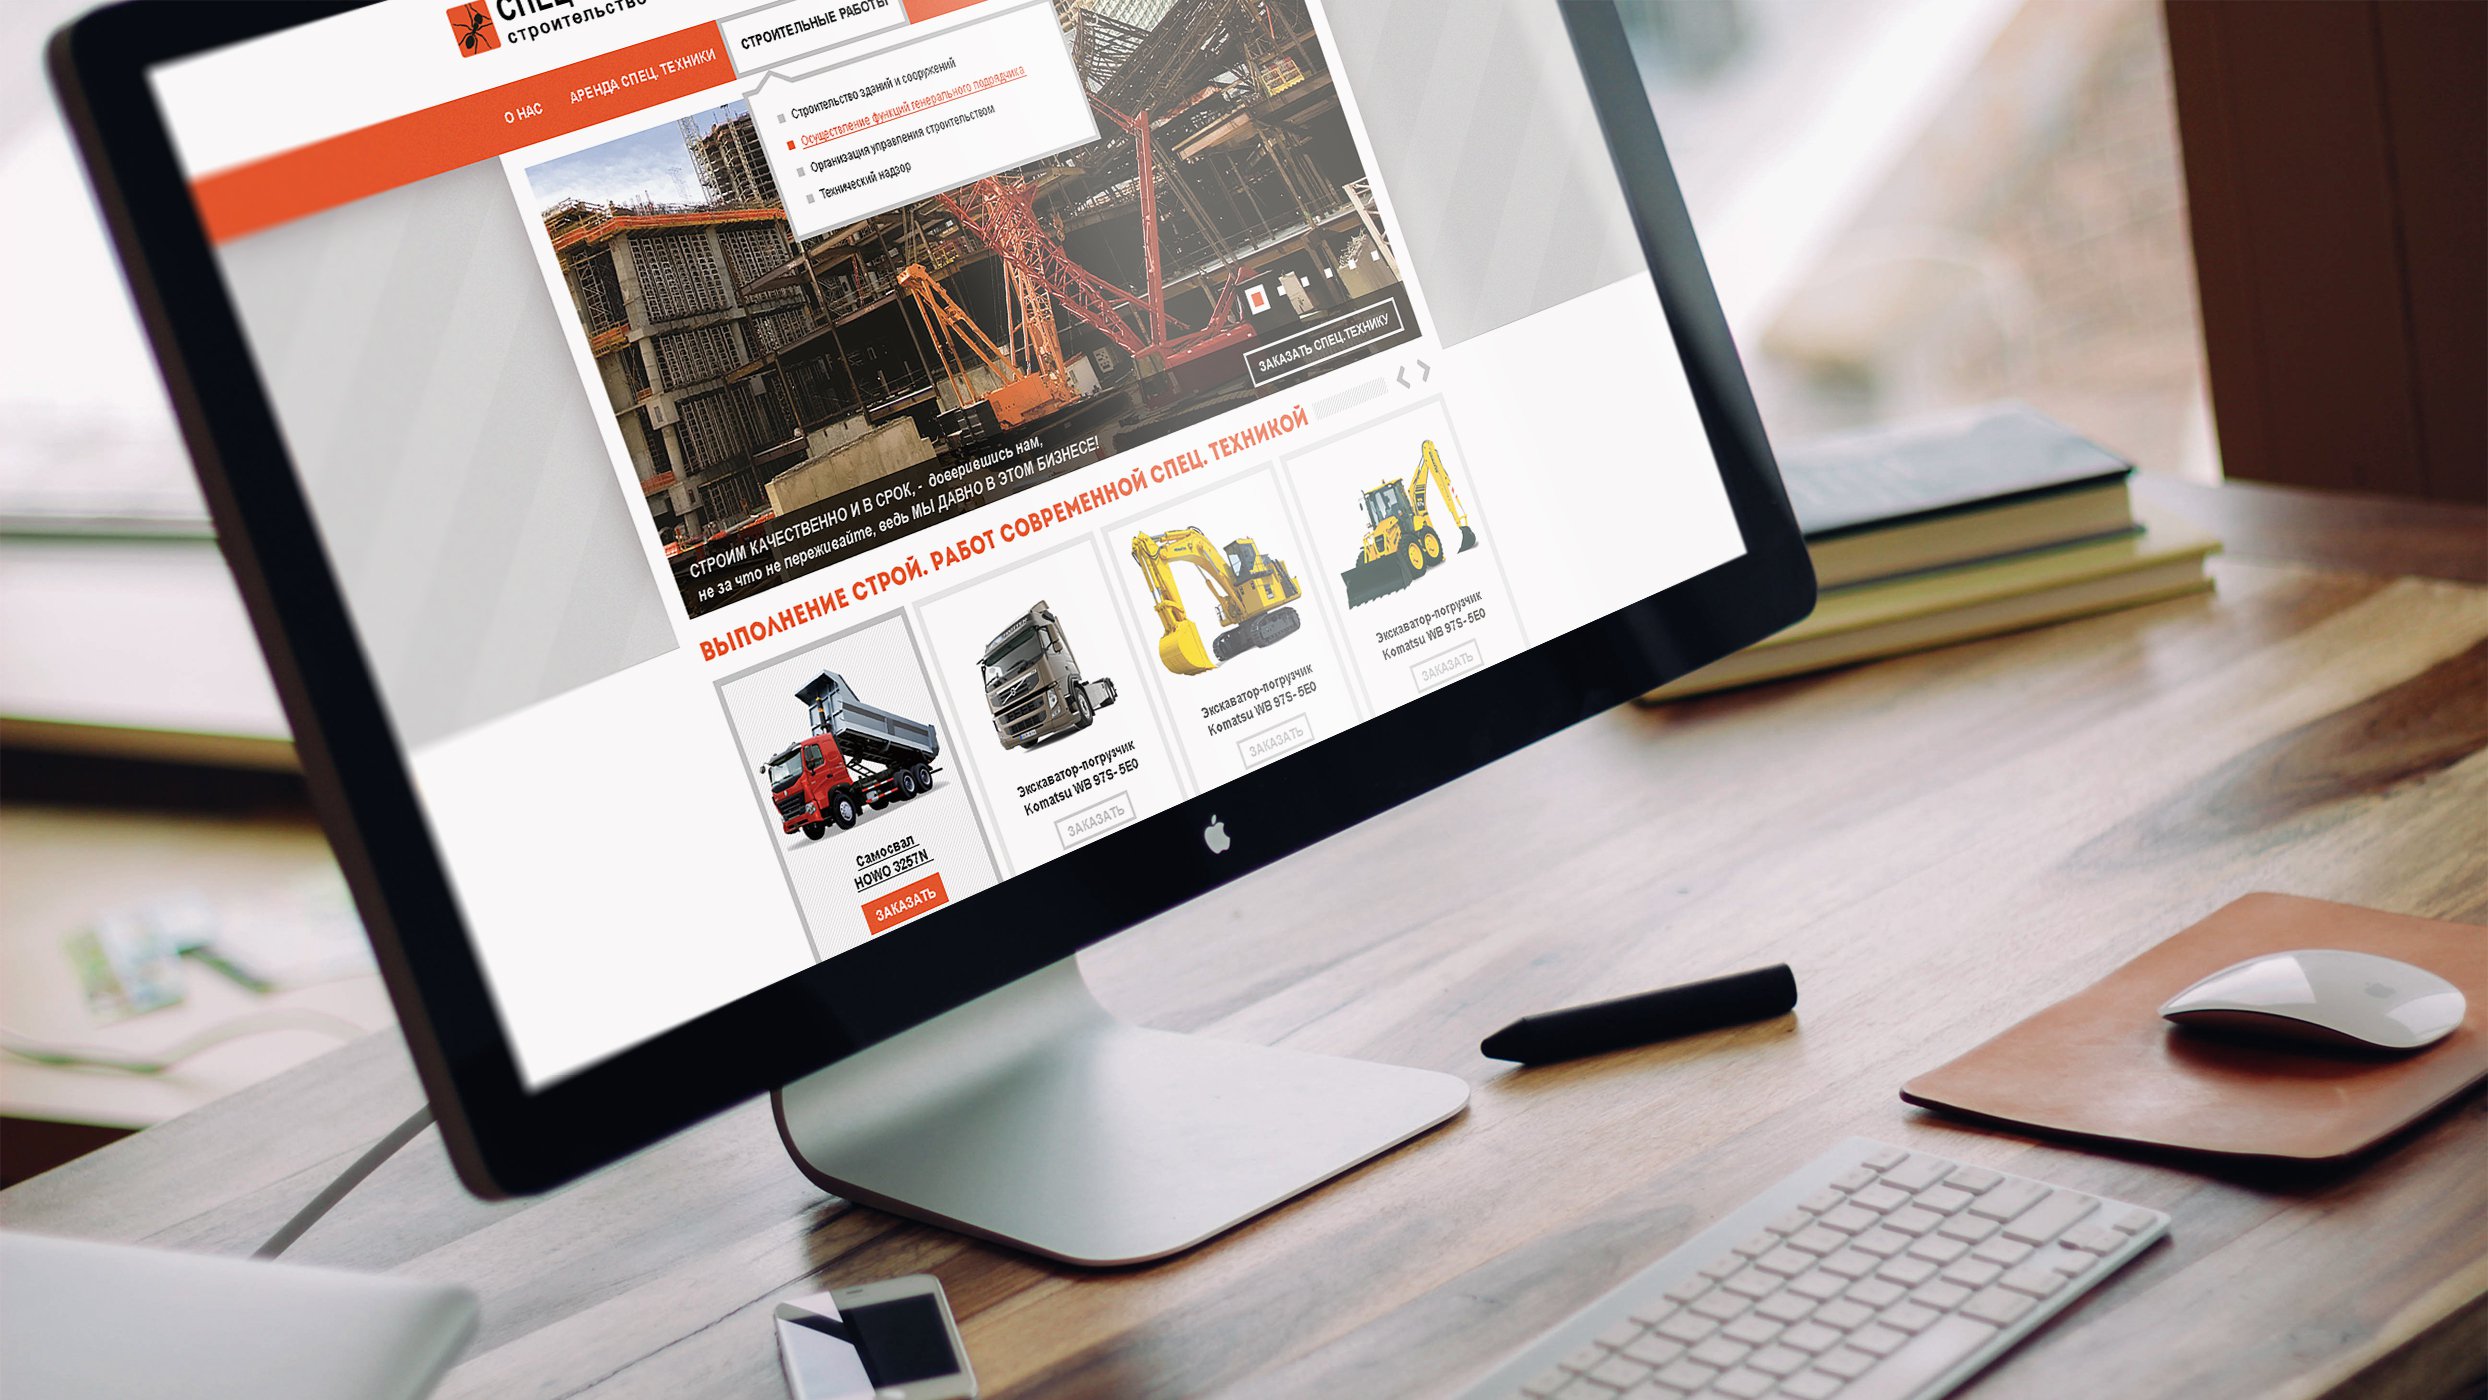 СПЕЦ
строительство
О НАС
АРЕНДА СПЕЦ. ТЕХНИКИ
СТРОИТЕЛЬНЫЕ РАБОТЫ
Строительство зданий и сооружений
Осуществление функций генерального подрядчика
Организация управления строительством
Технический надзор
СТРОИМ КАЧЕСТВЕННО И В СРОК, - доверившись нам,
не за что не переживайте, ведь МЫ ДАВНО В ЭТОМ БИЗНЕСЕ!
ЗАКАЗАТЬ СПЕЦ.ТЕХНИКУ
ВЫПОЛНЕНИЕ СТРОЙ. РАБОТ СОВРЕМЕННОЙ СПЕЦ. ТЕХНИКОЙ
Самосвал
HOWO 3257N
ЗАКАЗАТЬ
Экскаватор-погрузчик
Komatsu WB 97S-5E0
ЗАКАЗАТЬ
Экскаватор-погрузчик
Komatsu WB 97S-5E0
ЗАКАЗАТЬ
Экскаватор-погрузчик
Komatsu WB 97S-5E0
ЗАКАЗАТЬ